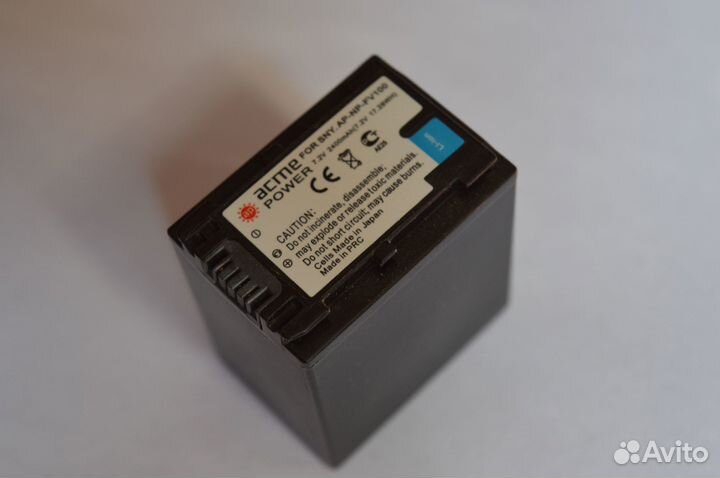 acme
POWER
FOR SNY. AP-NP-FV100
7.2V 2400mAh(7.2V 17.28WH)
CE
AE25
Li-ion
CAUTION:
Do not incinerate, disassemble;
may explode or release toxic materials.
Do not short circuit; may cause burns.
Cells Made in Japan
Made in PRC
Avito